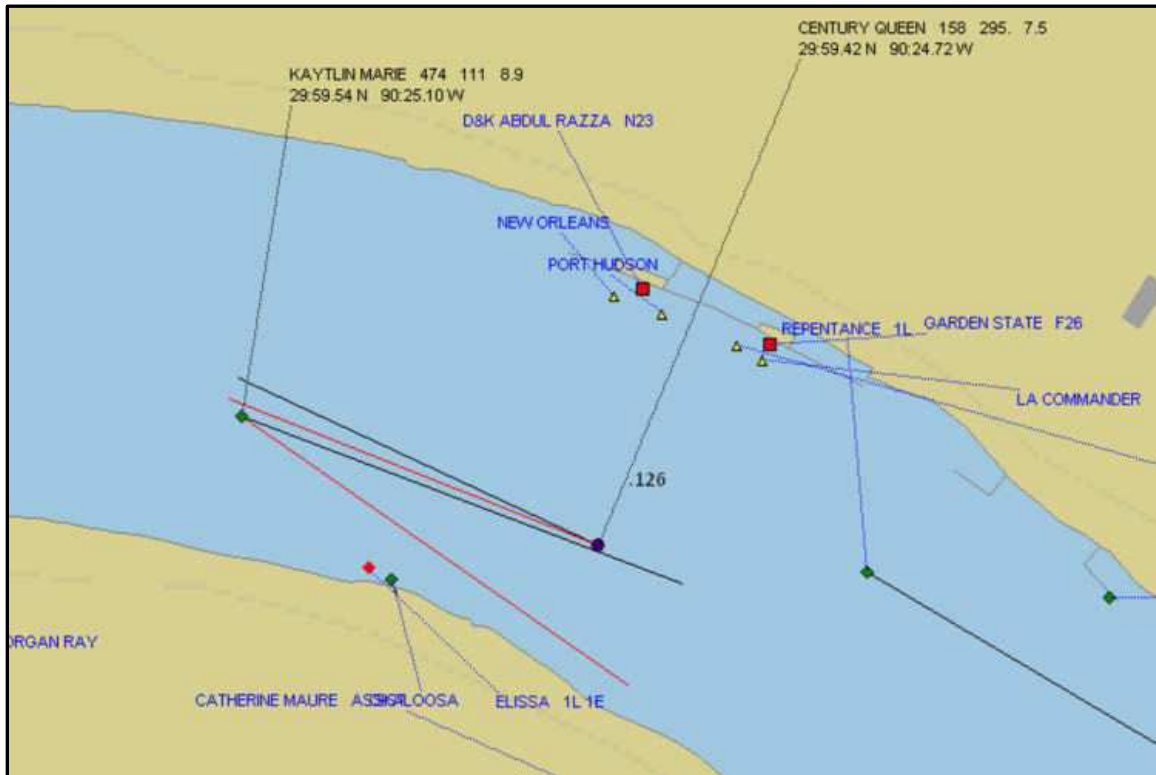 CENTURY QUEEN 158 295. 7.5
29:59.42 N 90:24.72 W
KAYTLIN MARIE 474 111 8.9
29:59.54 N 90:25.10 W
D&K ABDUL RAZZA N23
NEW ORLEANS
PORT HUDSON
REPENTANCE 1L
GARDEN STATE F26
LA COMMANDER
.126
ORGAN RAY
CATHERINE MAURE
ELISSA 1L 1E